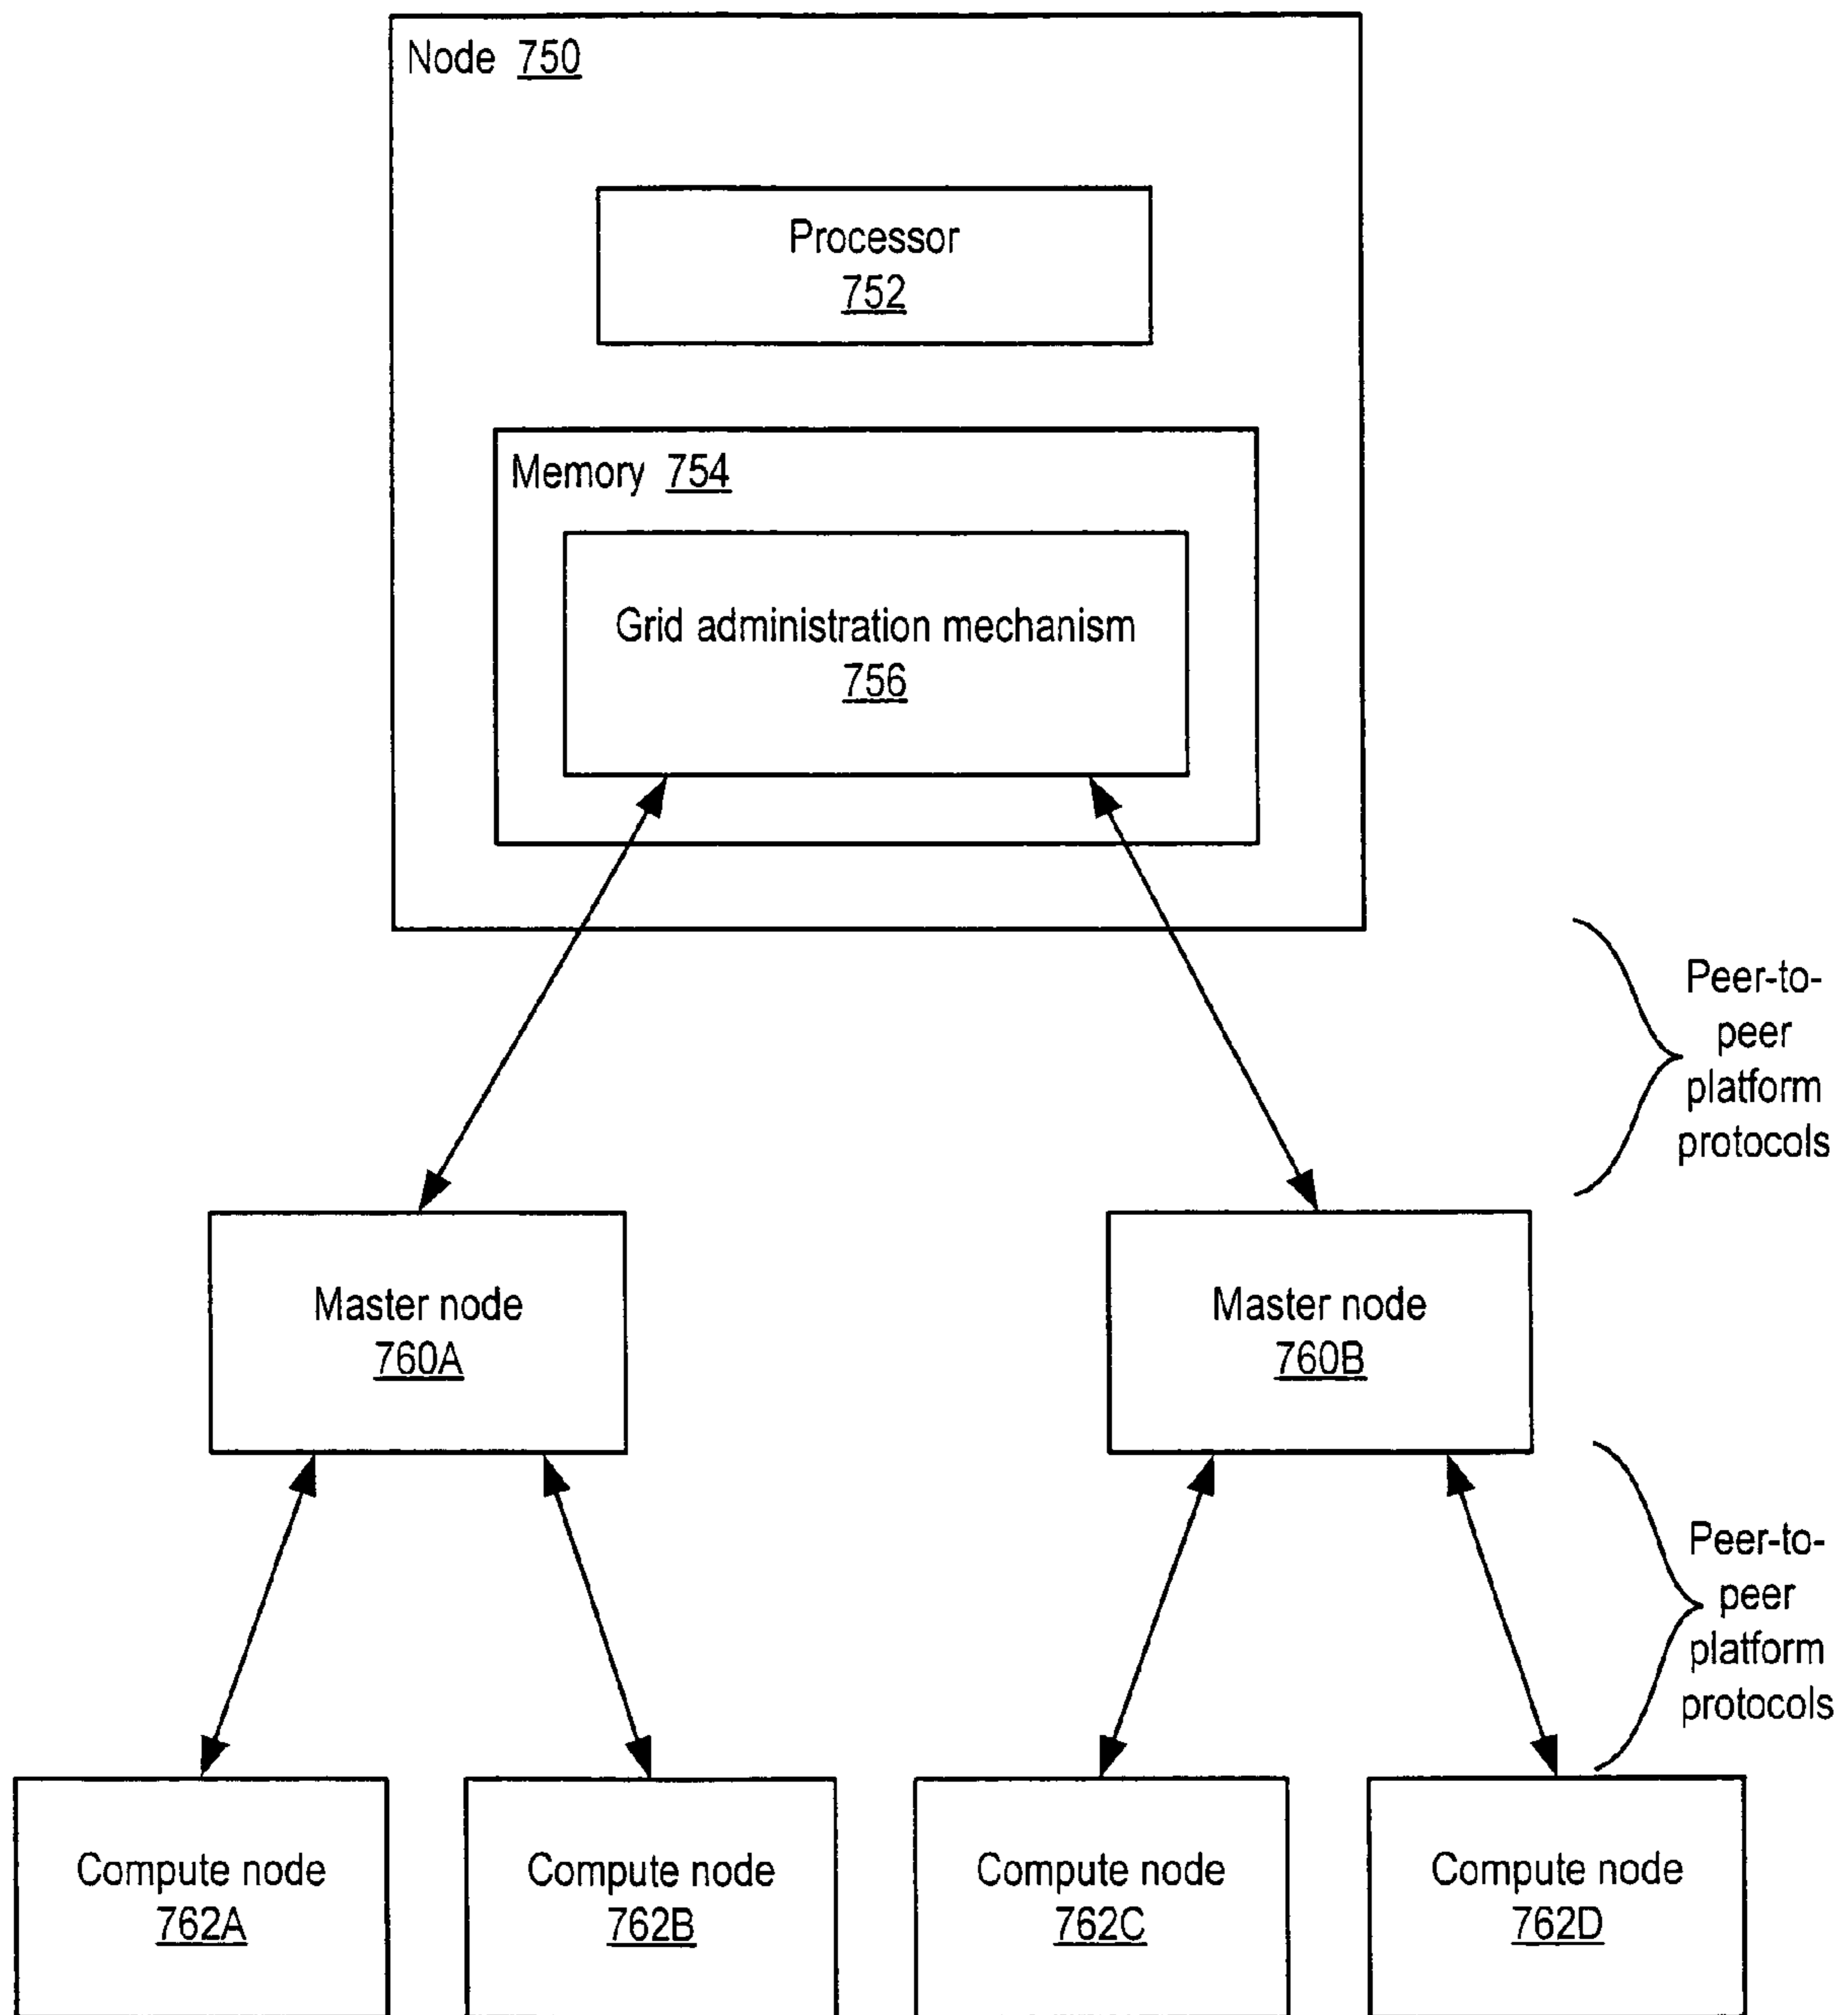 Node 750
Processor
752
Memory 754
Grid administration mechanism
756
Peer-to-
peer
platform
protocols
Master node
760A
Master node
760B
Peer-to-
peer
platform
protocols
Compute node
762A
Compute node
762B
Compute node
762C
Compute node
762D